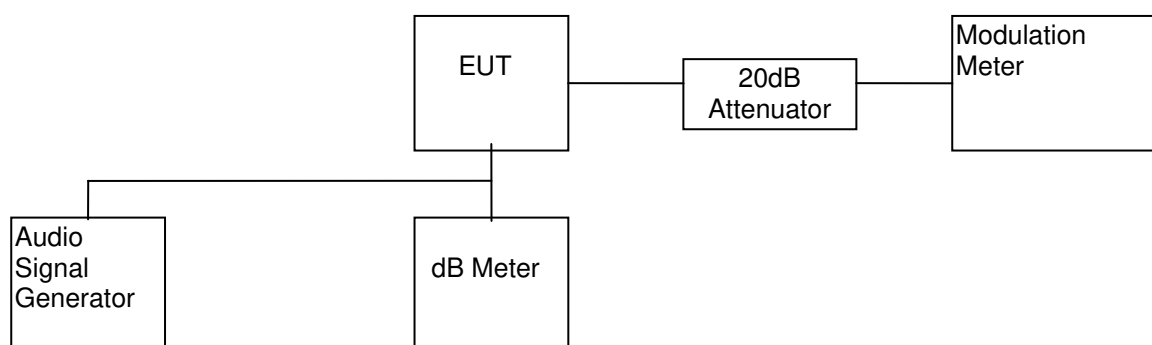 EUT
20dB
Attenuator
Modulation
Meter
Audio
Signal
Generator
dB Meter